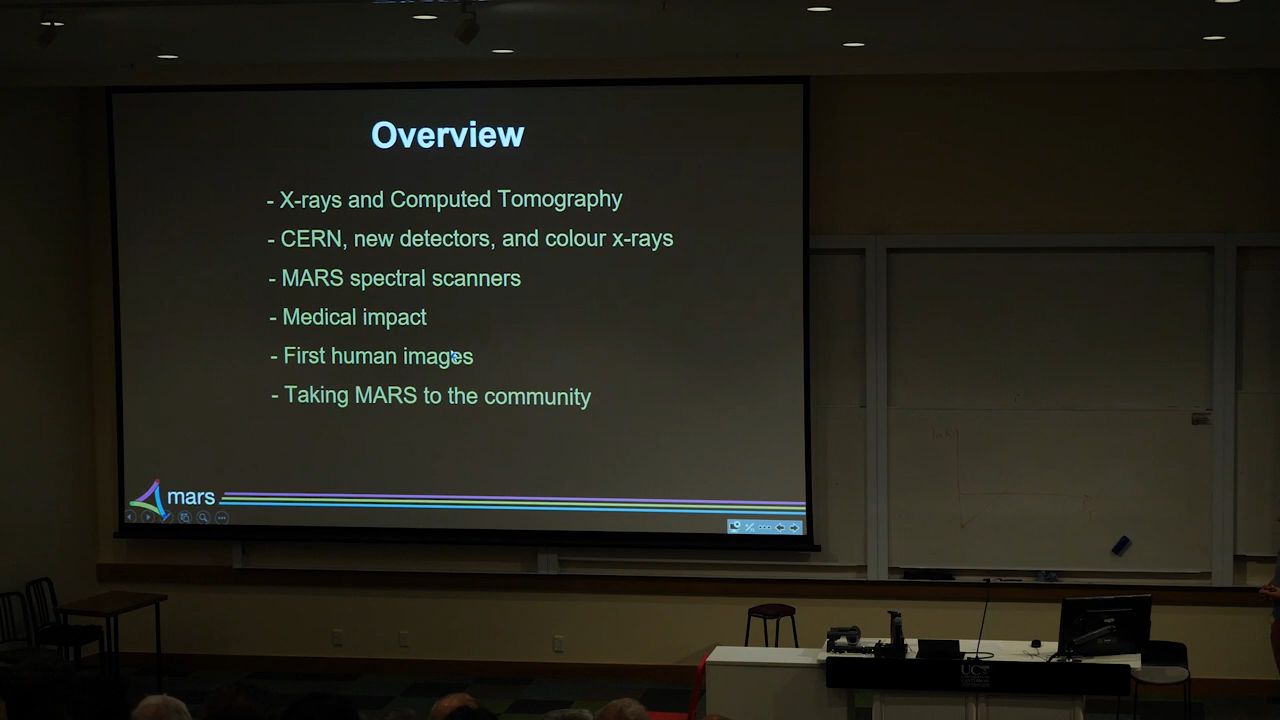 Overview
- X-rays and Computed Tomography
- CERN, new detectors, and colour x-rays
- MARS spectral scanners
- Medical impact
- First human images
- Taking MARS to the community
mars
UC